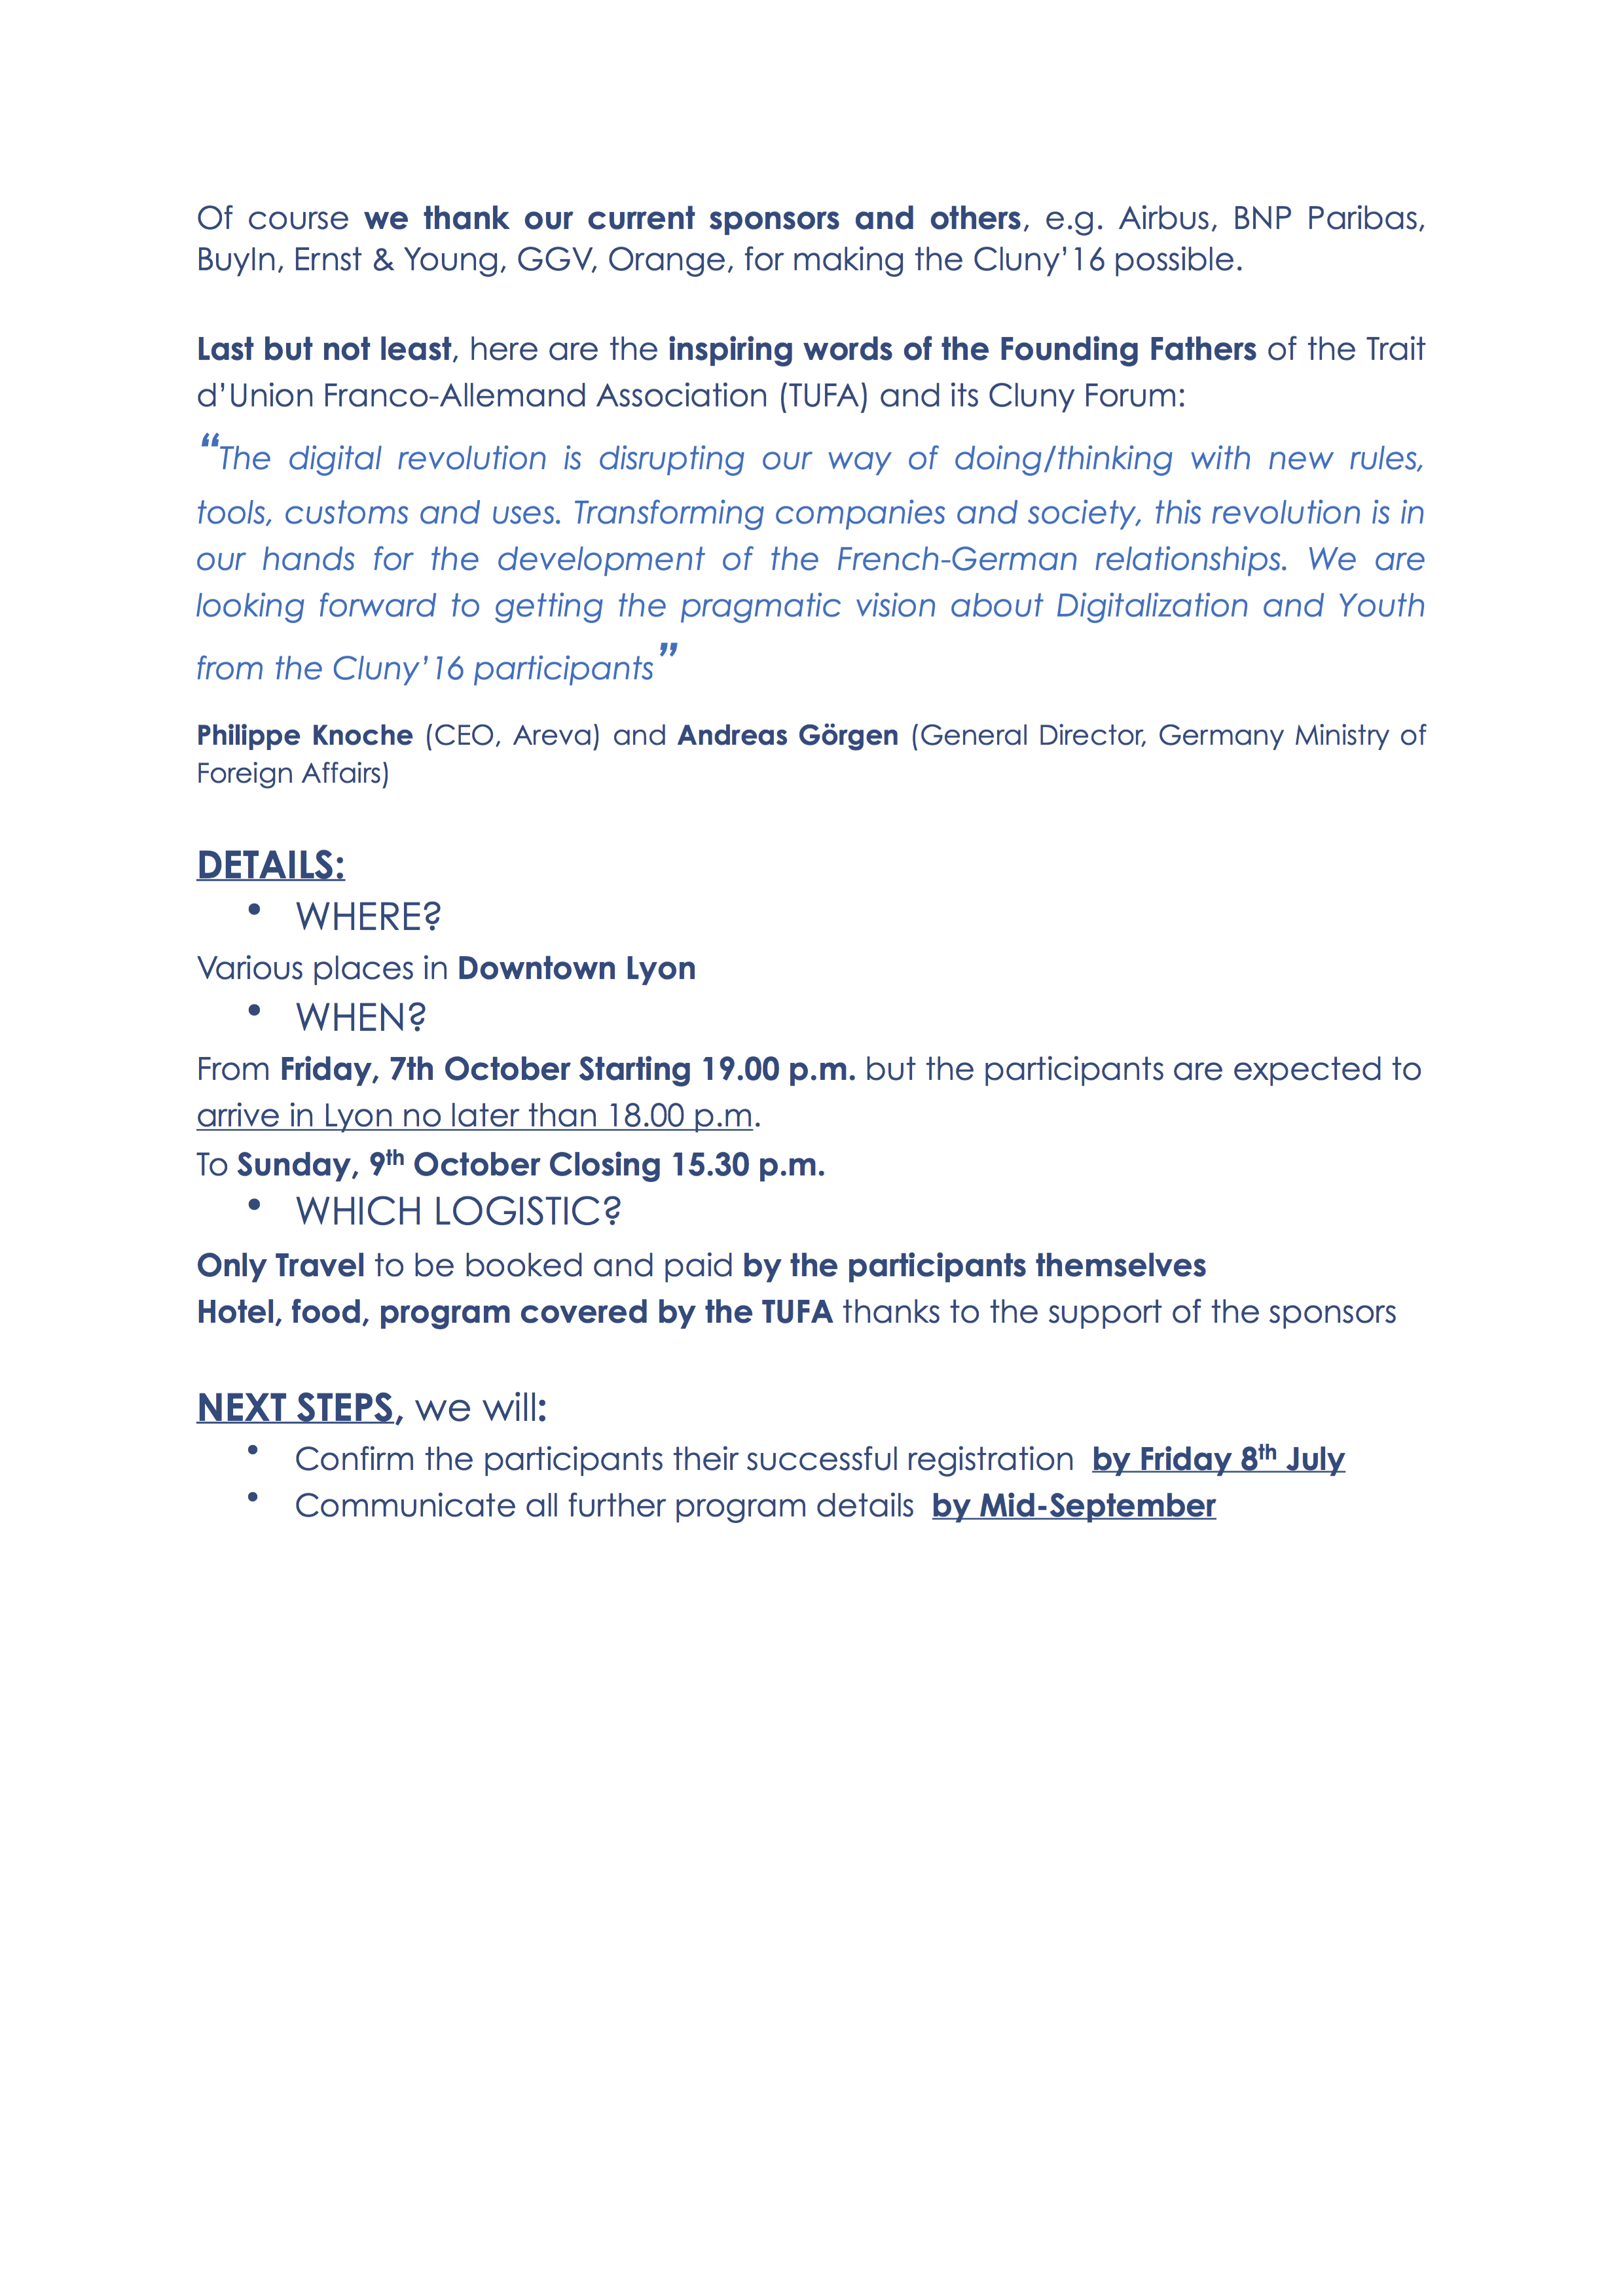 Of course we thank our current sponsors and others, e.g. Airbus, BNP Paribas,
BuyIn, Ernst & Young, GGV, Orange, for making the Cluny’16 possible.
Last but not least, here are the inspiring words of the Founding Fathers of the Trait
d’Union Franco-Allemand Association (TUFA) and its Cluny Forum:
“The digital revolution is disrupting our way of doing/thinking with new rules,
tools, customs and uses. Transforming companies and society, this revolution is in
our hands for the development of the French-German relationships. We are
looking forward to getting the pragmatic vision about Digitalization and Youth
from the Cluny’16 participants”
Philippe Knoche (CEO, Areva) and Andreas Görgen (General Director, Germany Ministry of
Foreign Affairs)
DETAILS:
• WHERE?
Various places in Downtown Lyon
• WHEN?
From Friday, 7th October Starting 19.00 p.m. but the participants are expected to
arrive in Lyon no later than 18.00 p.m.
To Sunday, 9th October Closing 15.30 p.m.
• WHICH LOGISTIC?
Only Travel to be booked and paid by the participants themselves
Hotel, food, program covered by the TUFA thanks to the support of the sponsors
NEXT STEPS, we will:
• Confirm the participants their successful registration by Friday 8th July
• Communicate all further program details by Mid-September